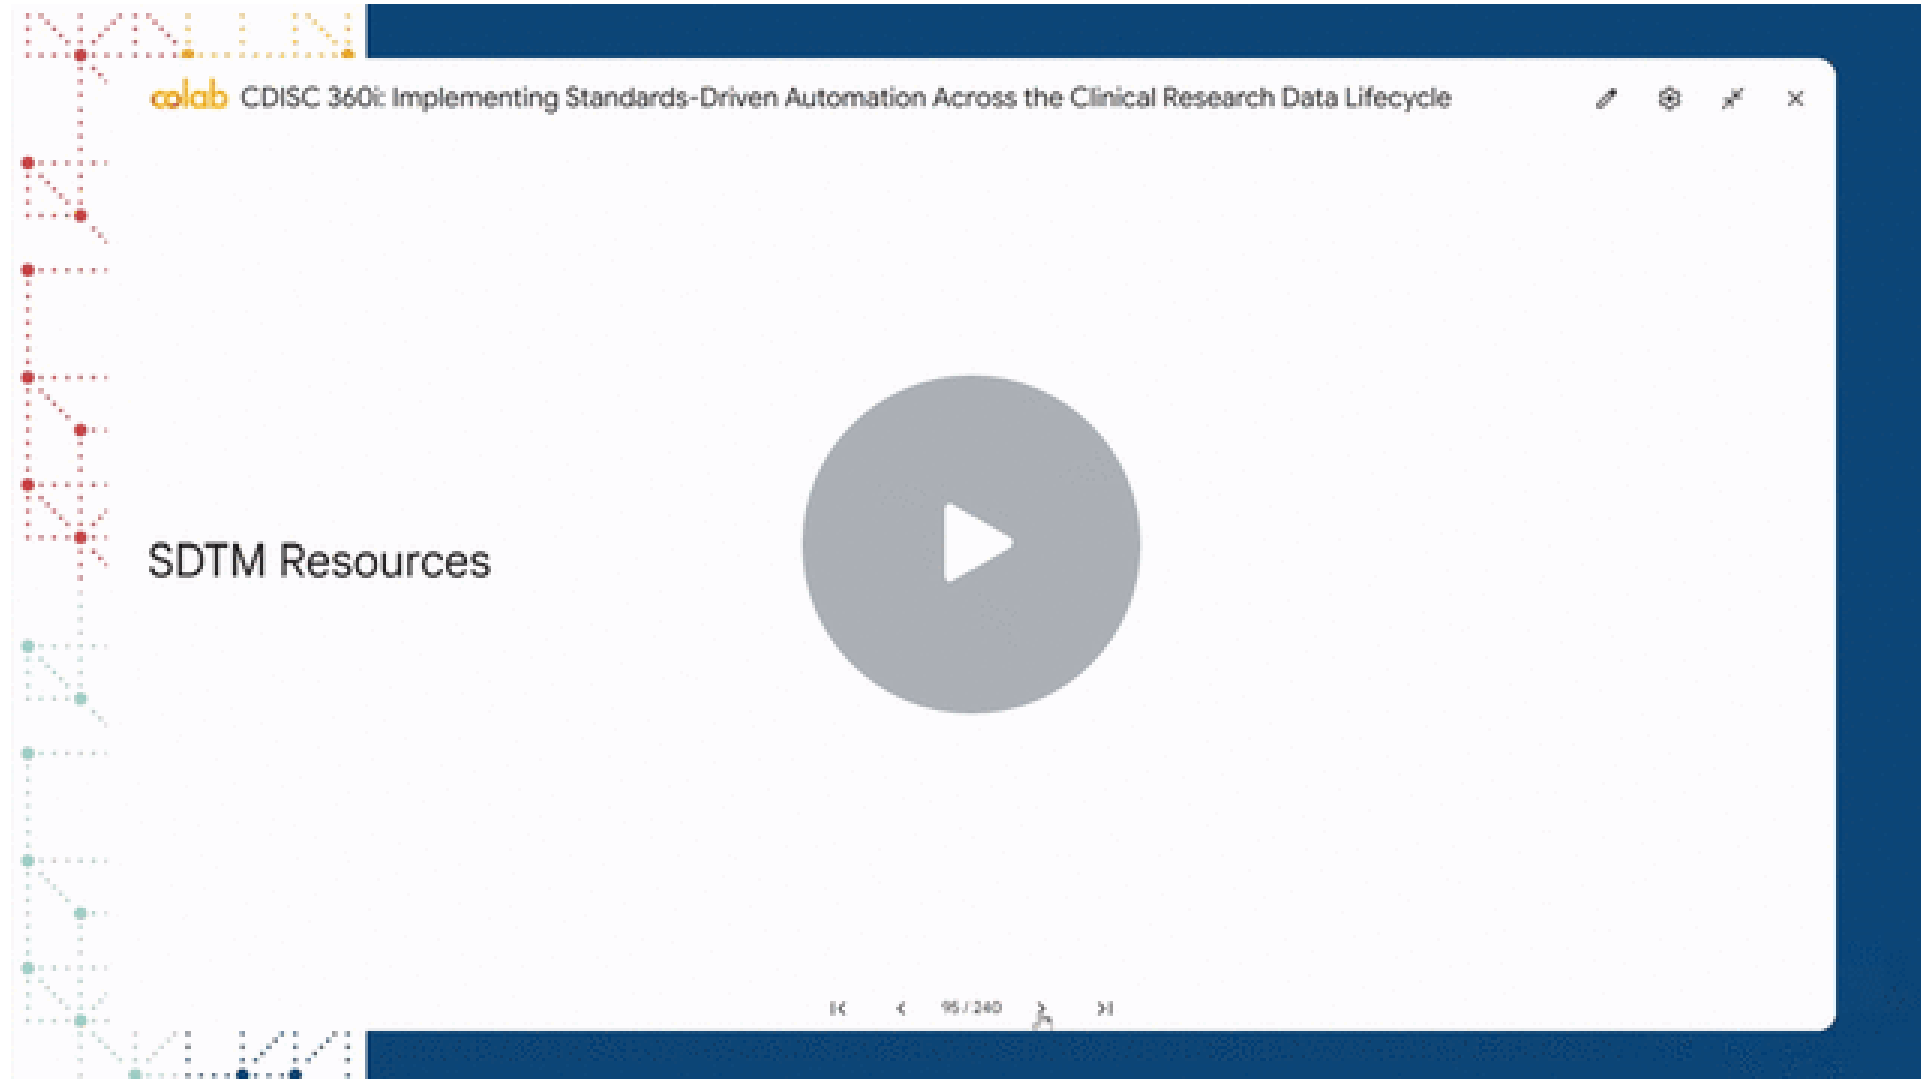 colab CDISC 360i: Implementing Standards-Driven Automation Across the Clinical Research Data Lifecycle
SDTM Resources
95 / 240